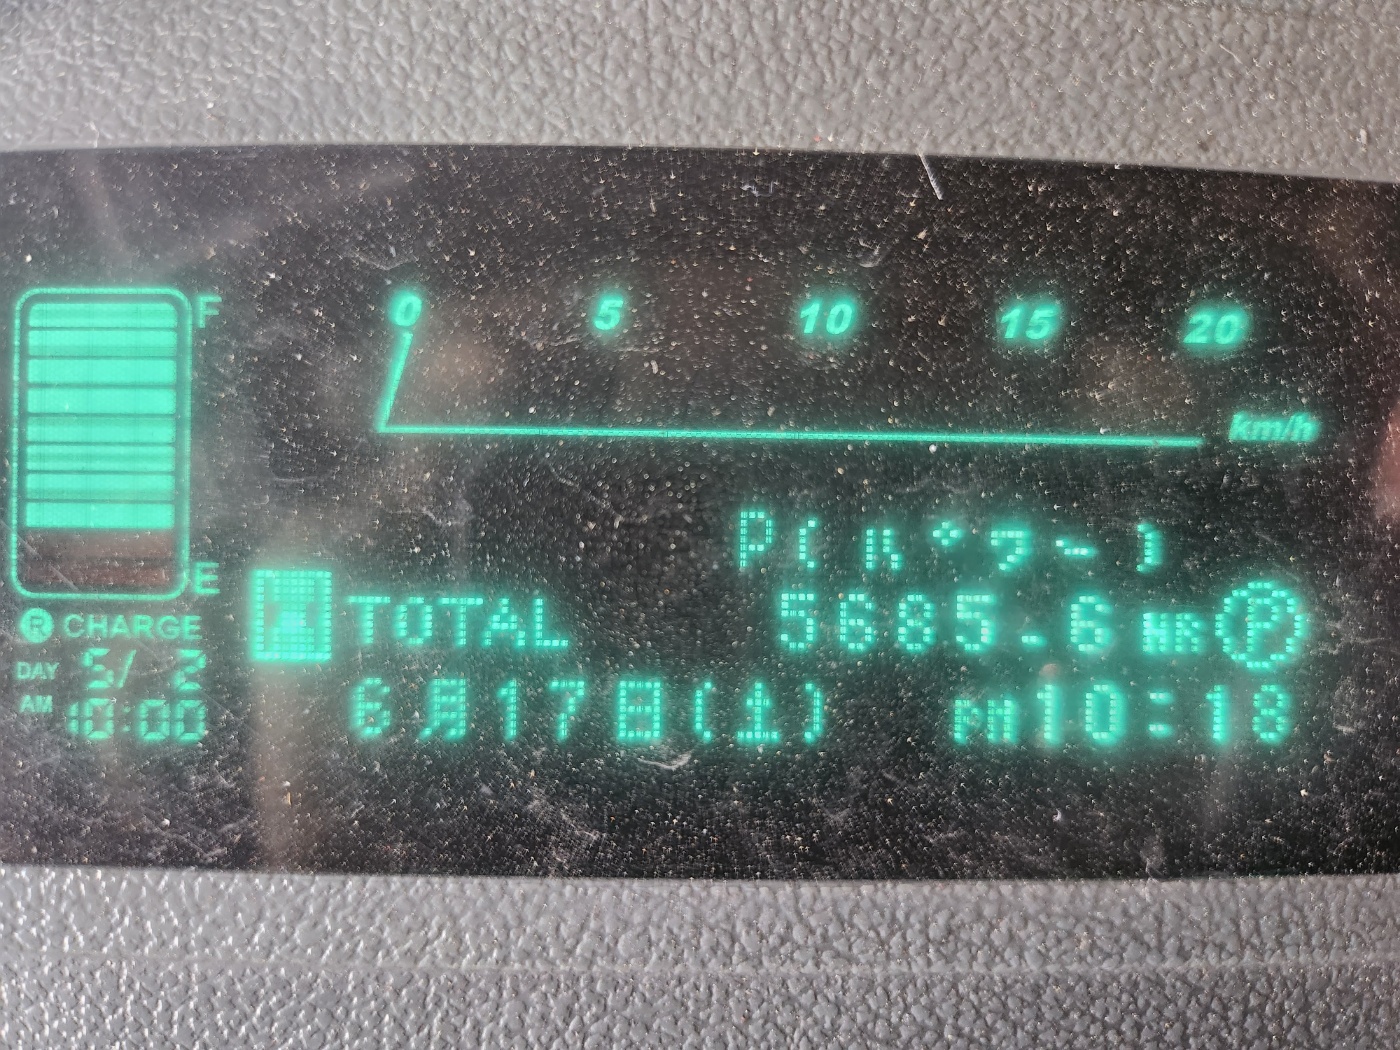 0 5 10 15 20
km/h
F
E
P(パワー)
TOTAL 5685.6 HR P
R CHARGE
DAY 5/ 2
AM 10:00
6月17日(土) PM10:18